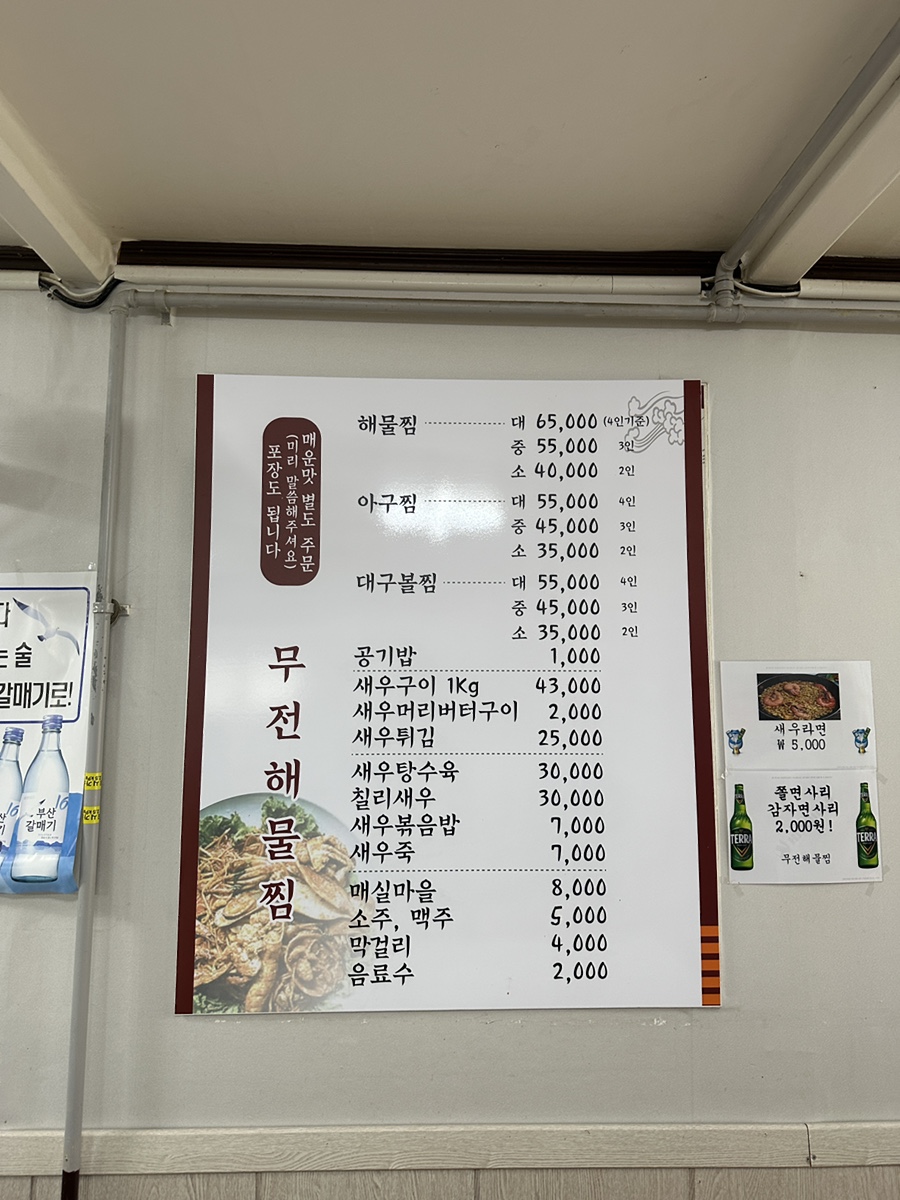 매운맛 별도 주문
(미리 말씀해주셔요)
포장도 됩니다
무전해물찜
해물찜 대 65,000 (4인기준)
중 55,000 3인
소 40,000 2인
아구찜 대 55,000 4인
중 45,000 3인
소 35,000 2인
대구볼찜 대 55,000 4인
중 45,000 3인
소 35,000 2인
공기밥 1,000
새우구이 1Kg 43,000
새우머리버터구이 2,000
새우튀김 25,000
새우탕수육 30,000
칠리새우 30,000
새우볶음밥 7,000
새우죽 7,000
매실마을 8,000
소주, 맥주 5,000
막걸리 4,000
음료수 2,000
는 술
갈매기로!
16
부산
갈매기
새우라면
5,000
쫄면사리
감자면사리
2,000원!
무전해물찜
TERRA
TERRA